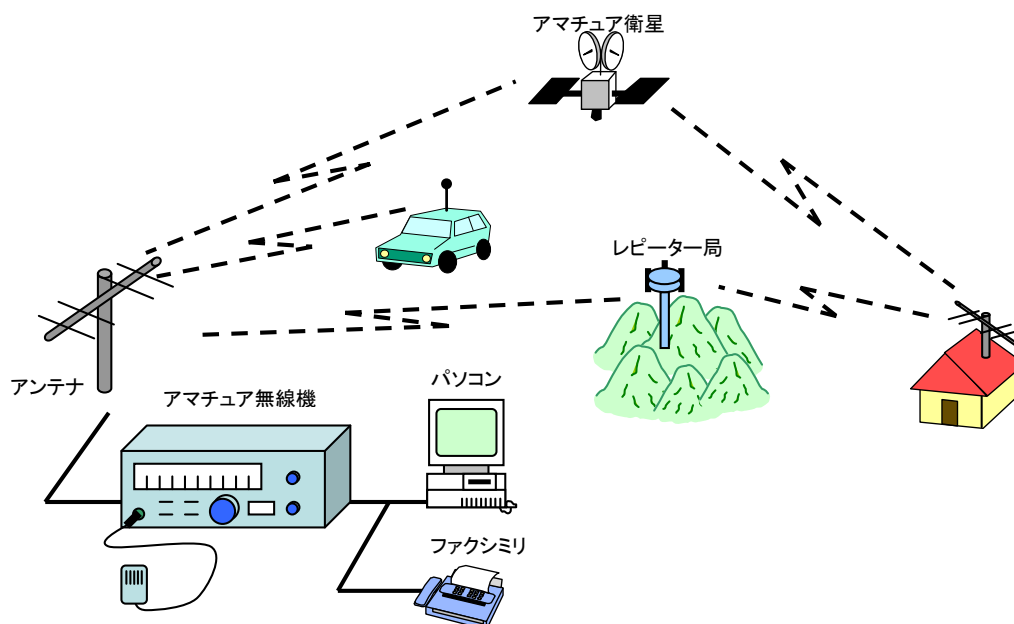 アマチュア衛星
レピーター局
アンテナ
アマチュア無線機
パソコン
ファクシミリ